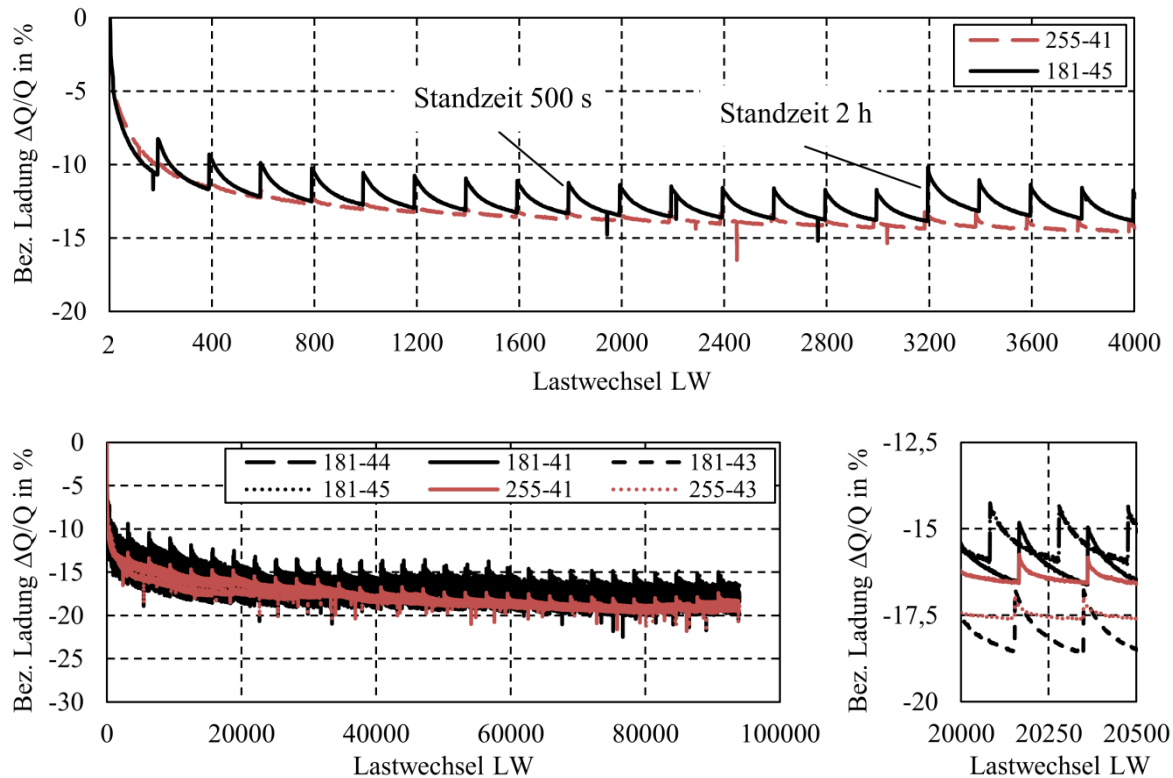 Bez. Ladung ΔQ/Q in %
0
-5
-10
-15
-20
2 400 800 1200 1600 2000 2400 2800 3200 3600 4000
Lastwechsel LW
255-41
181-45
Standzeit 500 s
Standzeit 2 h
Bez. Ladung ΔQ/Q in %
0
-5
-10
-15
-20
-25
-30
0 20000 40000 60000 80000 100000
Lastwechsel LW
181-44 181-41 181-43
181-45 255-41 255-43
Bez. Ladung ΔQ/Q in %
-12,5
-15
-17,5
-20
20000 20250 20500
Lastwechsel LW